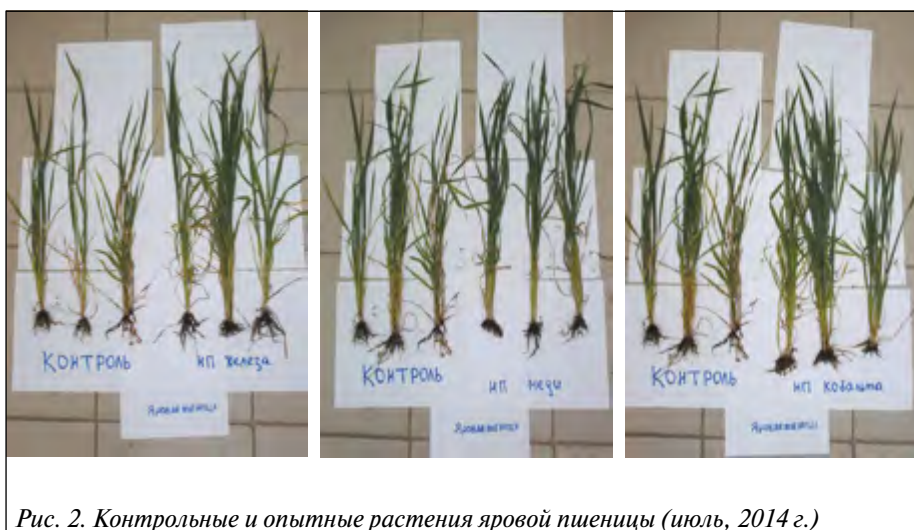 КОНТРОЛЬ НП железа
КОНТРОЛЬ НП меди
КОНТРОЛЬ НП кобальта
Рис. 2. Контрольные и опытные растения яровой пшеницы (июль, 2014 г.)